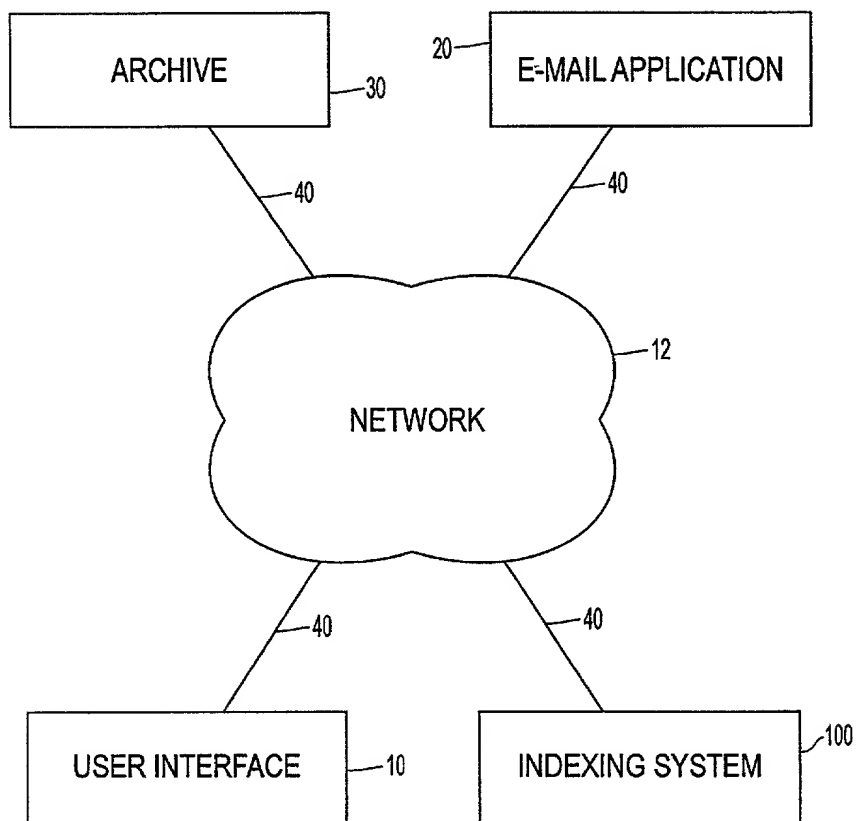 ARCHIVE
30
20
E-MAIL APPLICATION
40
40
12
NETWORK
40
40
USER INTERFACE
10
INDEXING SYSTEM
100